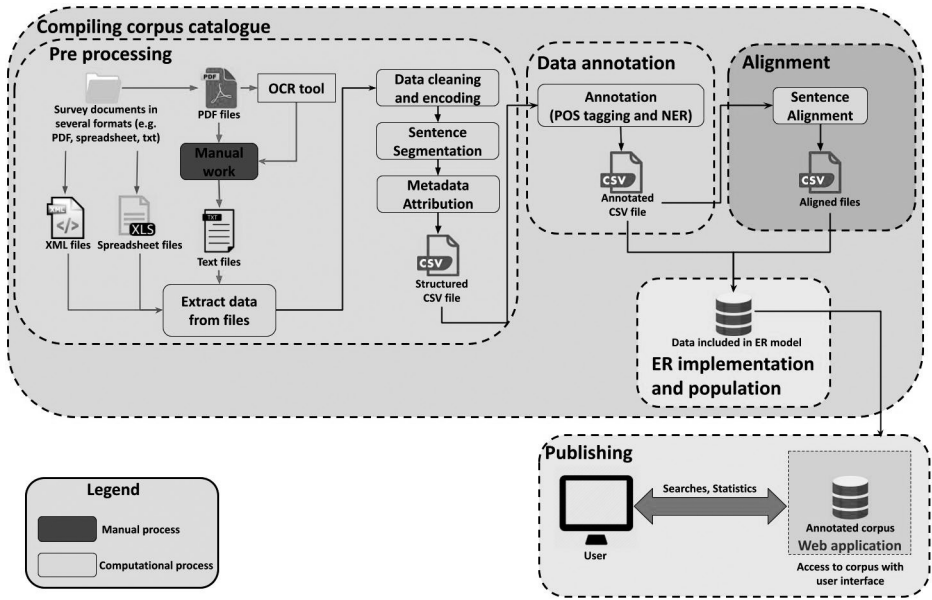 Compiling corpus catalogue
Pre processing
Survey documents in
several formats (e.g.
PDF, spreadsheet, txt)
PDF
PDF files
OCR tool
Manual
work
XML files
XLS
Spreadsheet files
TXT
Text files
Extract data
from files
Data cleaning
and encoding
Sentence
Segmentation
Metadata
Attribution
CSV
Structured
CSV file
Data annotation
Annotation
(POS tagging and NER)
CSV
Annotated
CSV file
Alignment
Sentence
Alignment
CSV
Aligned files
Data included in ER model
ER implementation
and population
Publishing
User
Searches, Statistics
Annotated corpus
Web application
Access to corpus with
user interface
Legend
Manual process
Computational process